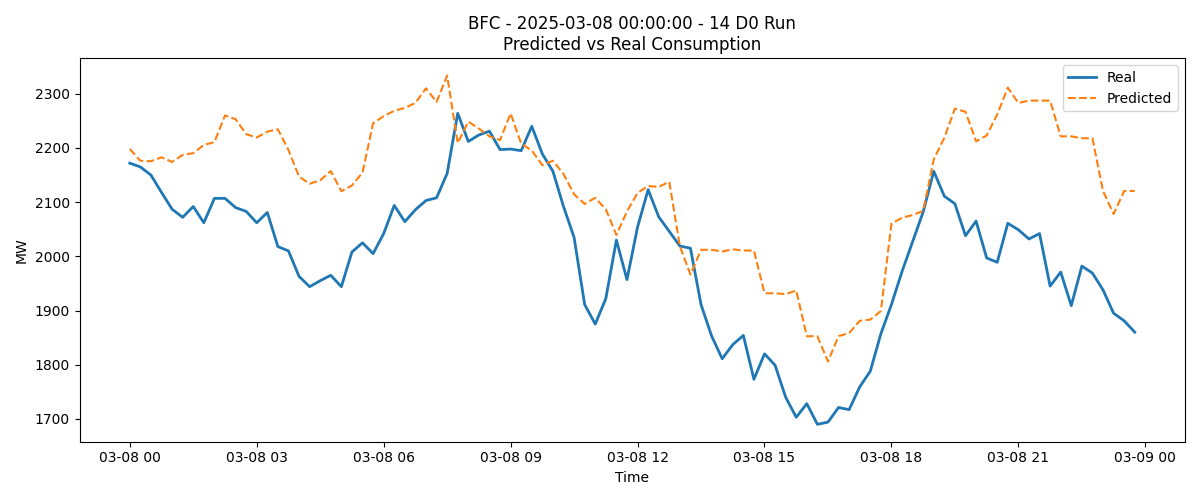 BFC - 2025-03-08 00:00:00 - 14 D0 Run
Predicted vs Real Consumption
Real
Predicted
MW
2300
2200
2100
2000
1900
1800
1700
03-08 00
03-08 03
03-08 06
03-08 09
03-08 12
03-08 15
03-08 18
03-08 21
03-09 00
Time